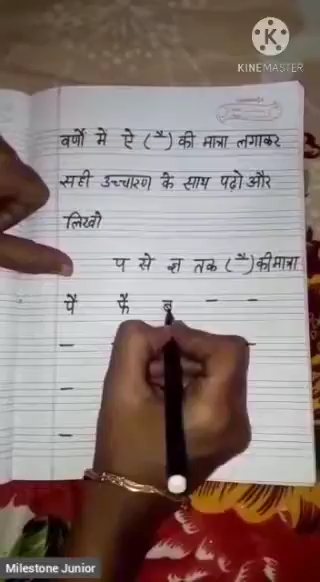 KINEMASTER
वर्णों में ऐ (ै) की मात्रा लगाकर
सही उच्चारण के साथ पढ़ो और
लिखो
प से ज्ञ तक (ै) की मात्रा
पै फै ब – –
–
–
–
Milestone Junior